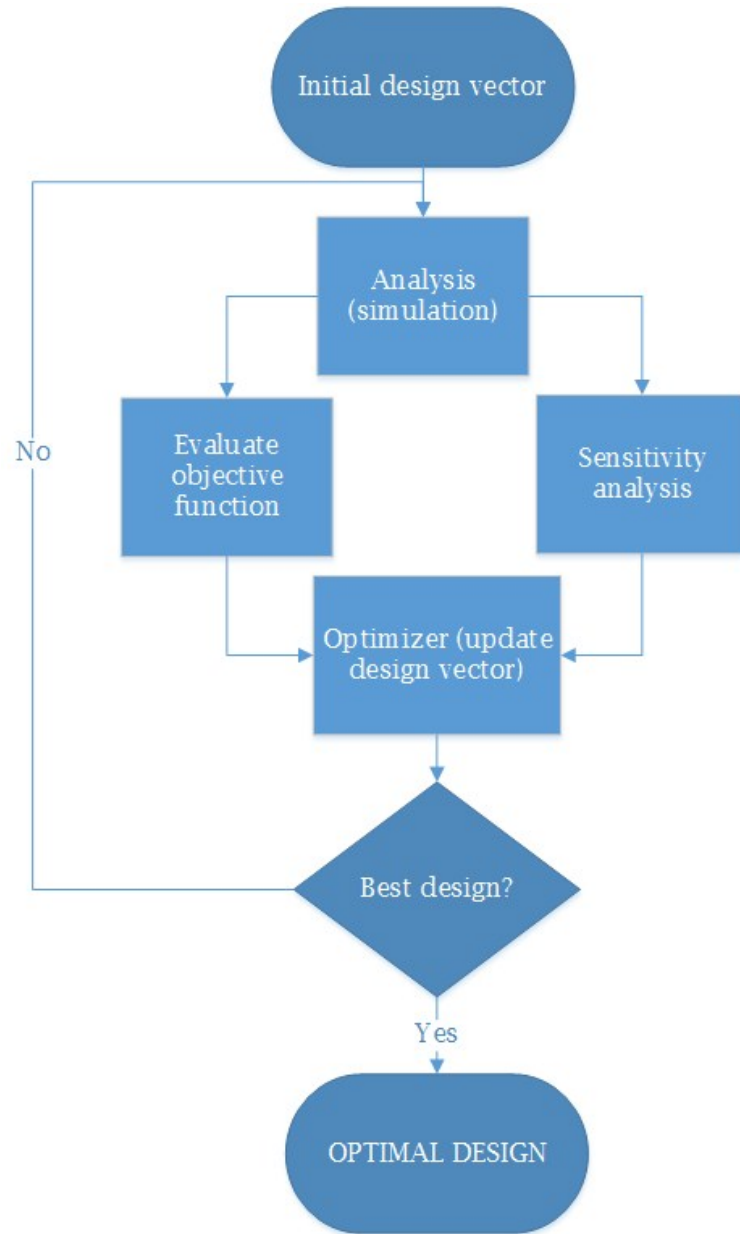 Initial design vector
Analysis
(simulation)
Evaluate
objective
function
Sensitivity
analysis
No
Optimizer (update
design vector)
Best design?
Yes
OPTIMAL DESIGN